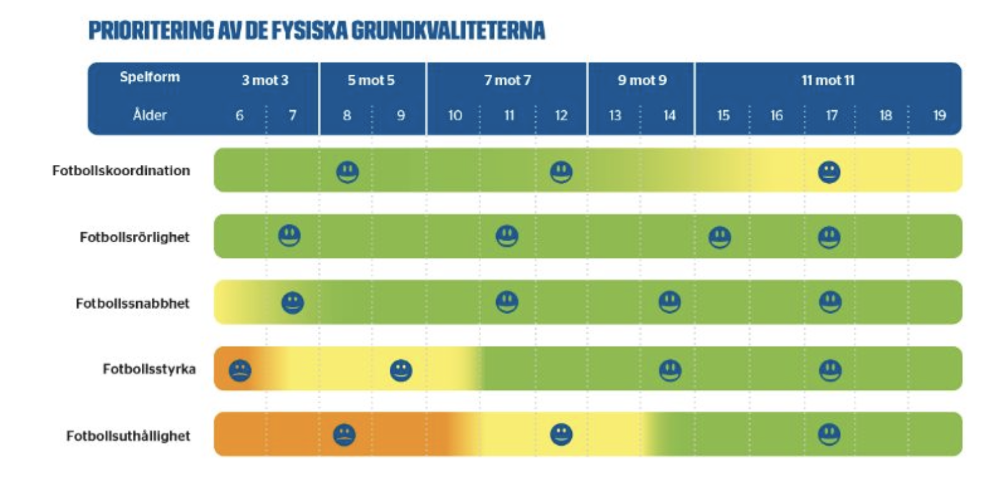 PRIORITERING AV DE FYSISKA GRUNDKVALITETERNA
Spelform 3 mot 3 5 mot 5 7 mot 7 9 mot 9 11 mot 11
Ålder 6 7 8 9 10 11 12 13 14 15 16 17 18 19
Fotbollskoordination
Fotbollsrörlighet
Fotbollssnabbhet
Fotbollsstyrka
Fotbollsuthållighet